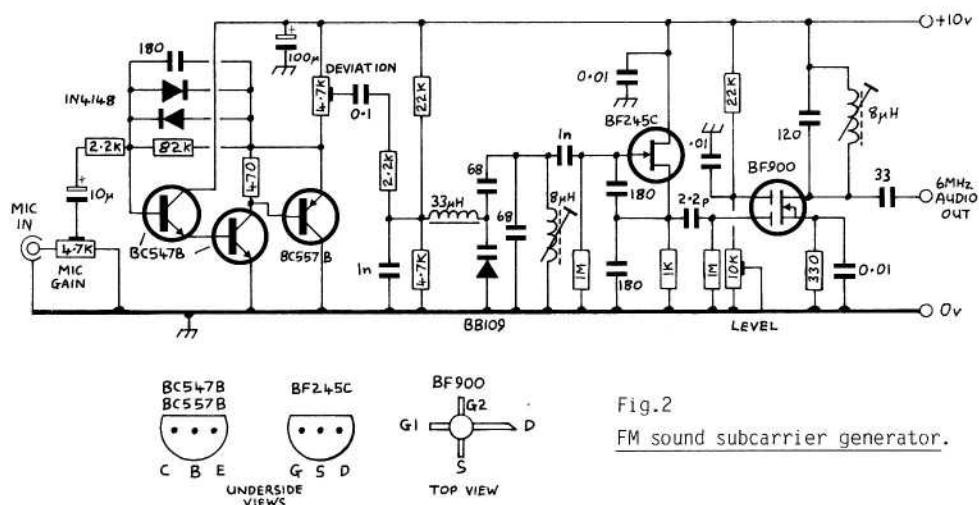 +10v
180
+
100µ
DEVIATION
IN4148
4.7K
0.1
22K
0.01
BF245C
22K
120
8µH
2.2K
82K
1n
.01
BF900
33
+
10µ
470
2.2K
68
68
180
6MHz
AUDIO
OUT
33µH
8µH
2.2p
MIC
IN
4.7K
MIC
GAIN
BC547B
BC557B
1n
4.7K
1M
180
1K
1M
10K
330
0.01
BB109
LEVEL
0v
BC547B
BC557B
C B E
BF245C
G S D
UNDERSIDE
VIEWS
BF900
G2
G1
D
S
TOP VIEW
Fig.2
FM sound subcarrier generator.